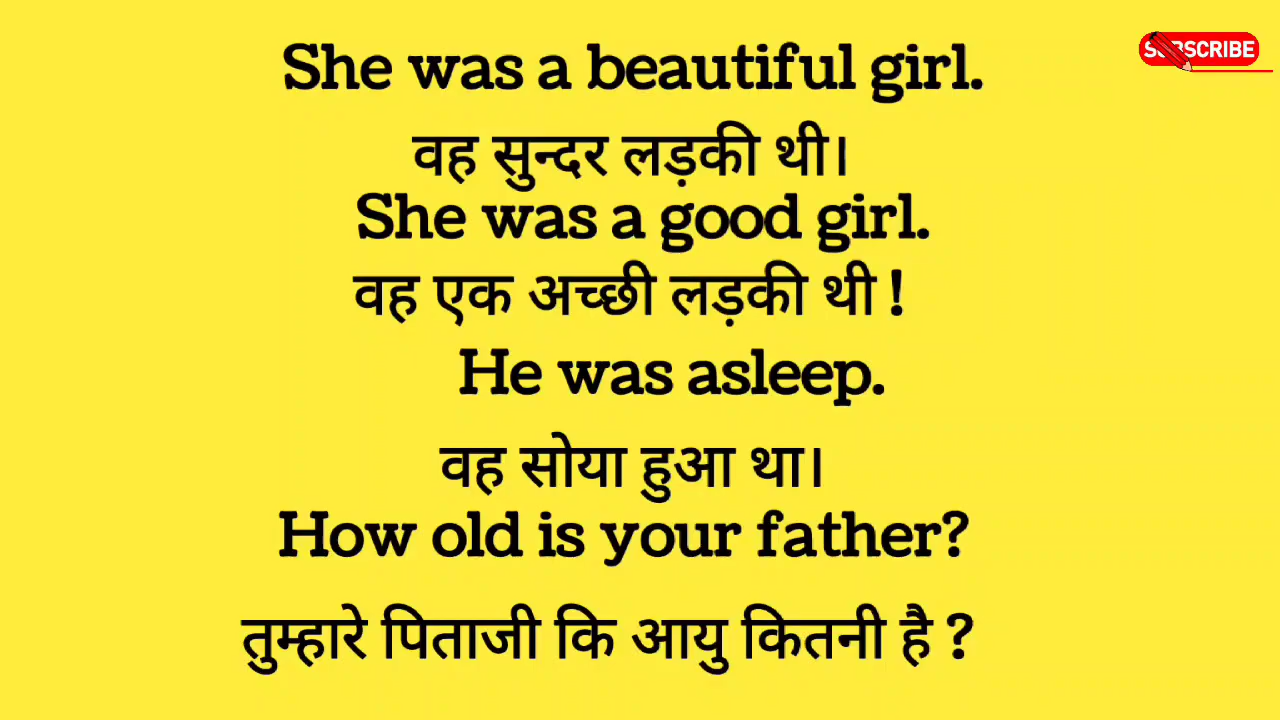 SUBSCRIBE
She was a beautiful girl.
वह सुन्दर लड़की थी।
She was a good girl.
वह एक अच्छी लड़की थी !
He was asleep.
वह सोया हुआ था।
How old is your father?
तुम्हारे पिताजी कि आयु कितनी है ?